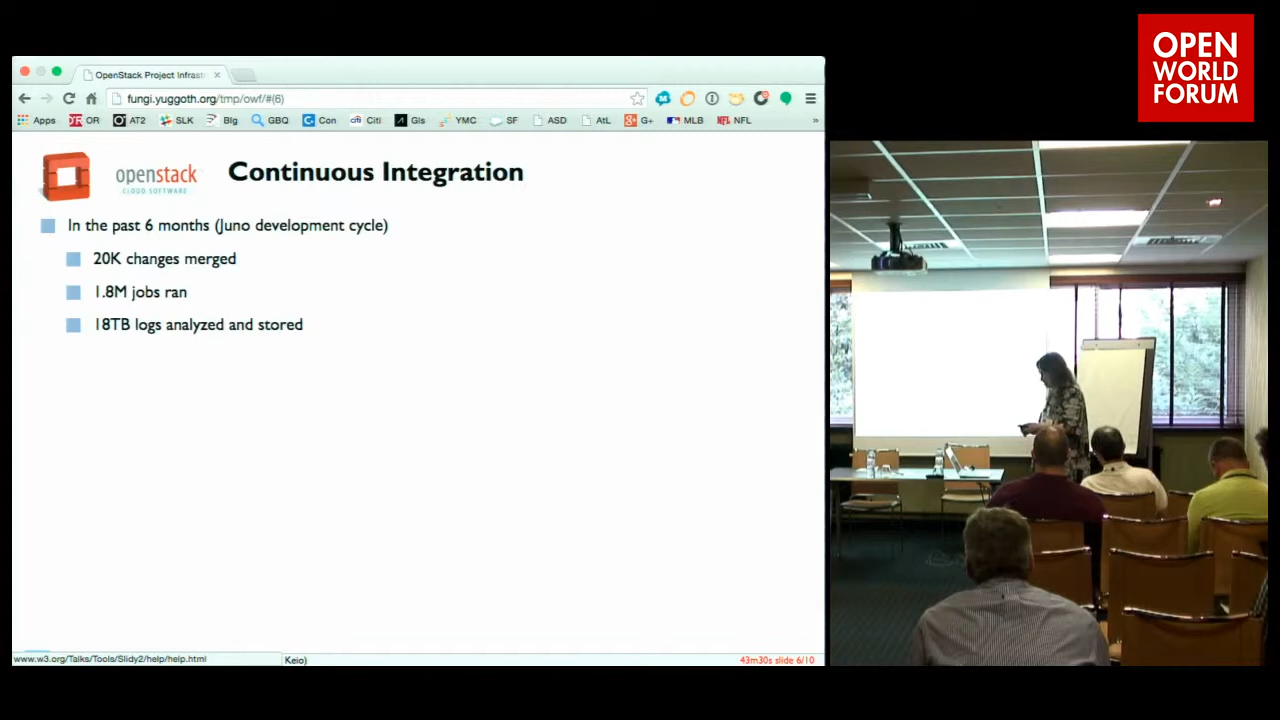 OPEN
WORLD
FORUM
OpenStack Project Infrast
fungi.yuggoth.org/tmp/owf/#(6)
Apps OR AT2 SLK Big GBQ Con Citi Gis YMC SF ASD AtL G+ MLB NFL »
openstack
CLOUD SOFTWARE
Continuous Integration
In the past 6 months (Juno development cycle)
20K changes merged
1.8M jobs ran
18TB logs analyzed and stored
www.w3.org/Talks/Tools/Slidy2/help/help.html
Keio)
43m30s slide 6/10